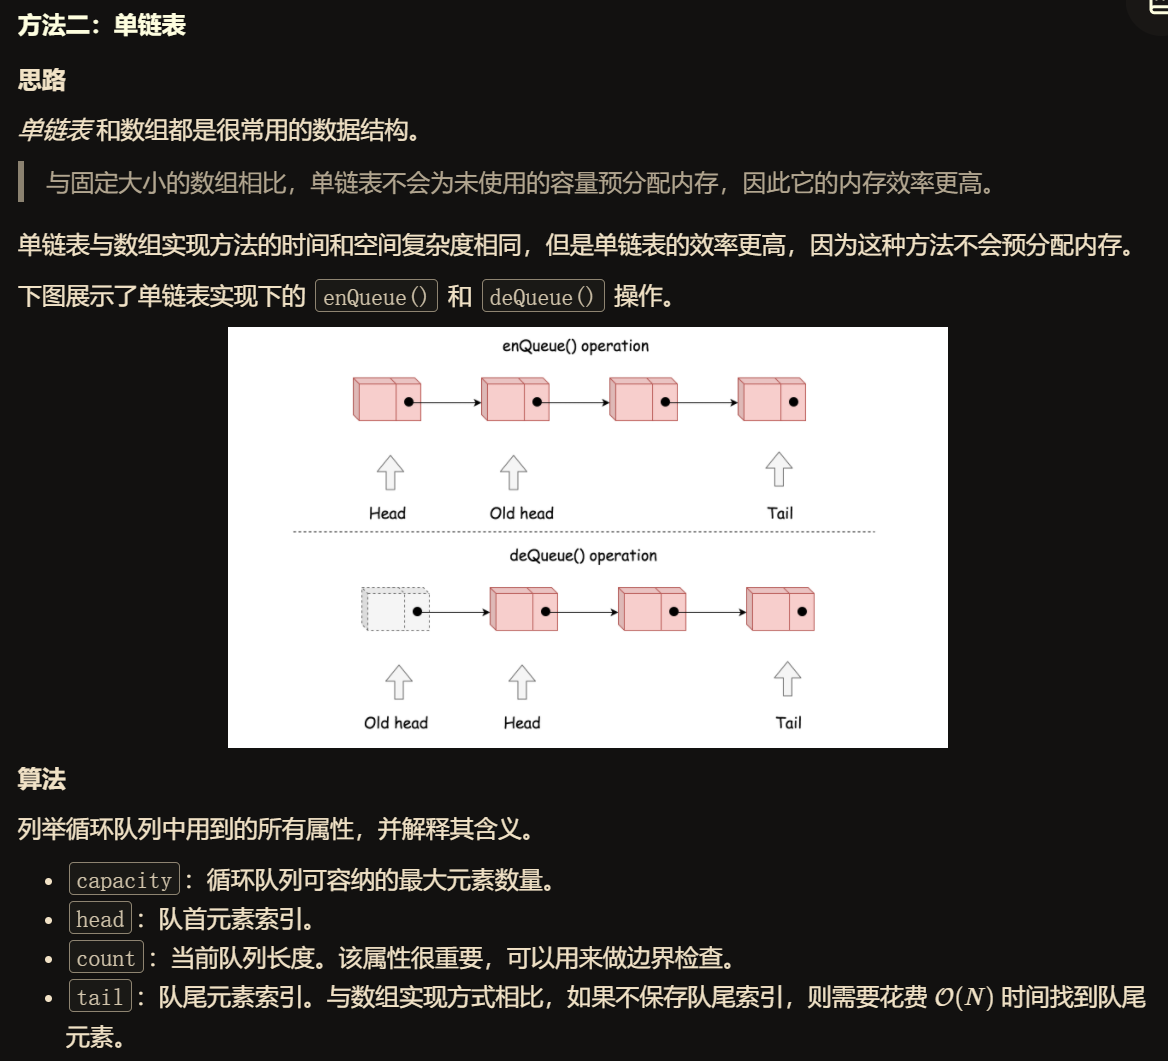 方法二：单链表
思路
单链表和数组都是很常用的数据结构。
与固定大小的数组相比，单链表不会为未使用的容量预分配内存，因此它的内存效率更高。
单链表与数组实现方法的时间和空间复杂度相同，但是单链表的效率更高，因为这种方法不会预分配内存。
下图展示了单链表实现下的 enQueue() 和 deQueue() 操作。
enQueue() operation
Head Old head Tail
deQueue() operation
Old head Head Tail
算法
列举循环队列中用到的所有属性，并解释其含义。
• capacity：循环队列可容纳的最大元素数量。
• head：队首元素索引。
• count：当前队列长度。该属性很重要，可以用来做边界检查。
• tail：队尾元素索引。与数组实现方式相比，如果不保存队尾索引，则需要花费 O(N) 时间找到队尾
元素。